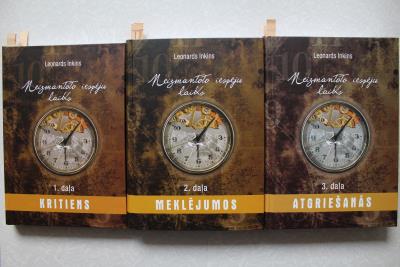 Leonards Inkins
Neizmantoto iespēju
laiks
1. daļa
KRITIENS
Leonards Inkins
Neizmantoto iespēju
laiks
2. daļa
MEKLĒJUMOS
Leonards Inkins
Neizmantoto iespēju
laiks
3. daļa
ATGRIEŠANĀS